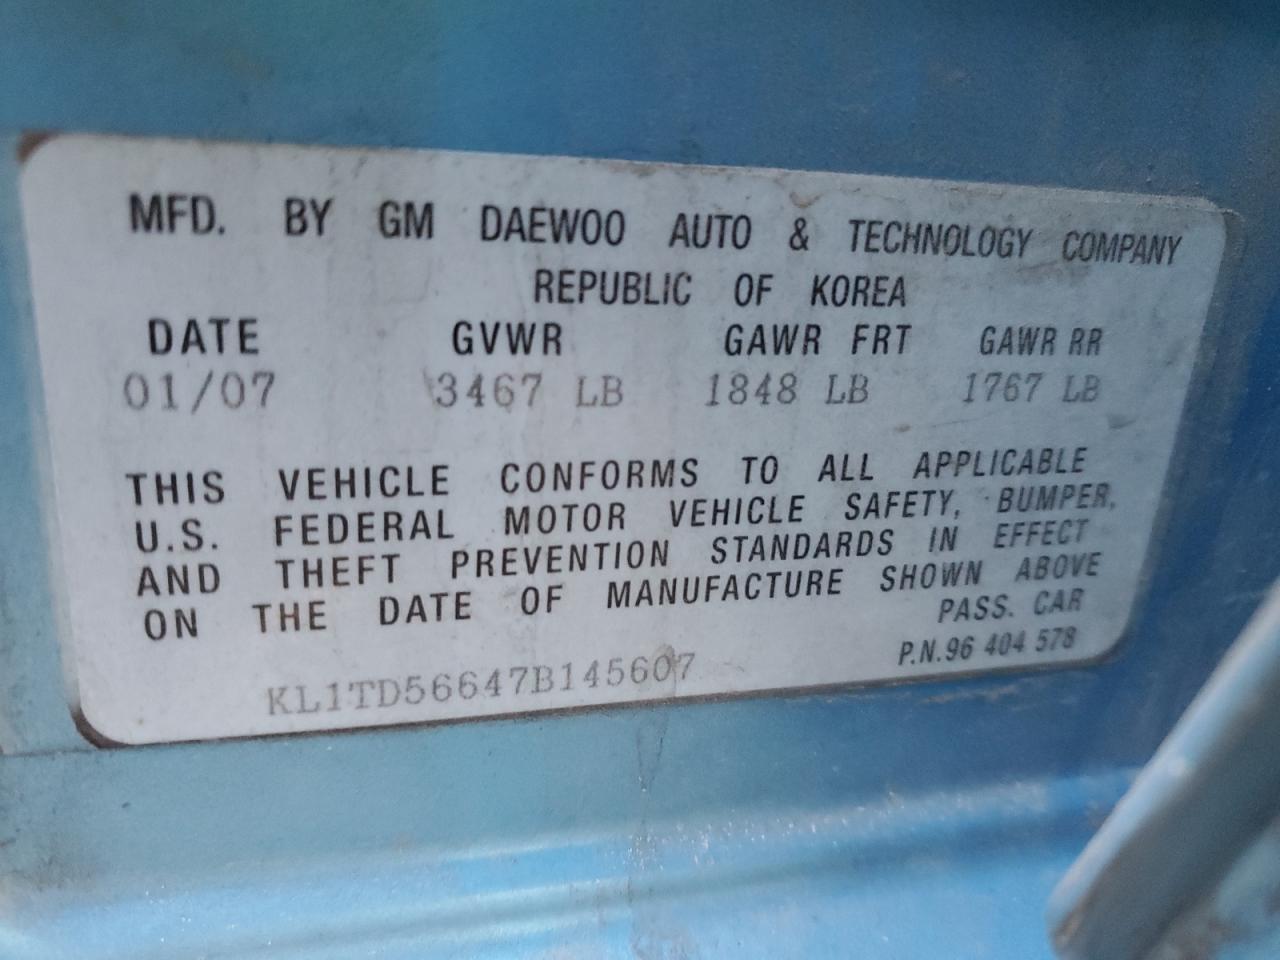 MFD. BY GM DAEWOO AUTO & TECHNOLOGY COMPANY
REPUBLIC OF KOREA
DATE GVWR GAWR FRT GAWR RR
01/07 3467 LB 1848 LB 1767 LB
THIS VEHICLE CONFORMS TO ALL APPLICABLE
U.S. FEDERAL MOTOR VEHICLE SAFETY, BUMPER,
AND THEFT PREVENTION STANDARDS IN EFFECT
ON THE DATE OF MANUFACTURE SHOWN ABOVE
PASS. CAR
KL1TD56647B145607 P.N.96 404 578